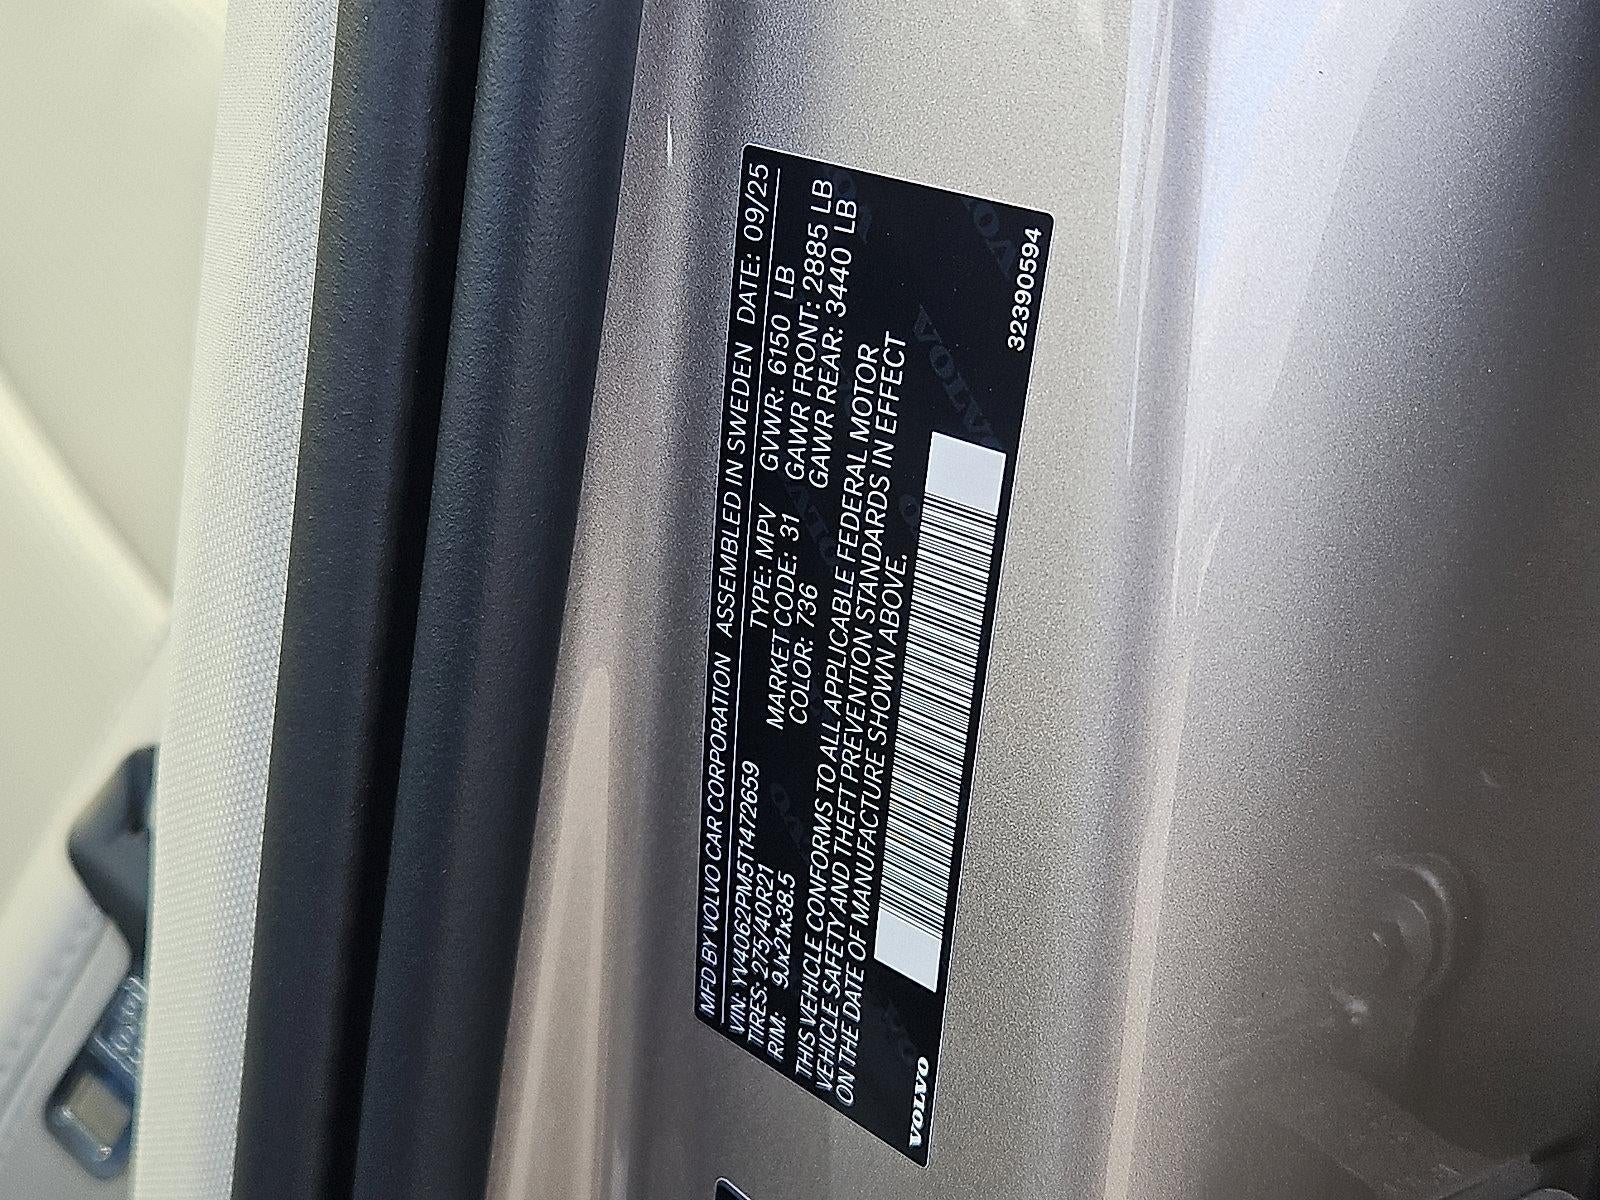 MFD BY VOLVO CAR CORPORATION ASSEMBLED IN SWEDEN DATE: 09/25
VIN: YV4062PM5T1472659 TYPE: MPV GVWR: 6150 LB
TIRES: 275/40R21 MARKET CODE: 31 GAWR FRONT: 2885 LB
RIM: 9Jx21x38.5 COLOR: 736 GAWR REAR: 3440 LB
THIS VEHICLE CONFORMS TO ALL APPLICABLE FEDERAL MOTOR
VEHICLE SAFETY AND THEFT PREVENTION STANDARDS IN EFFECT
ON THE DATE OF MANUFACTURE SHOWN ABOVE.
VOLVO 32390594